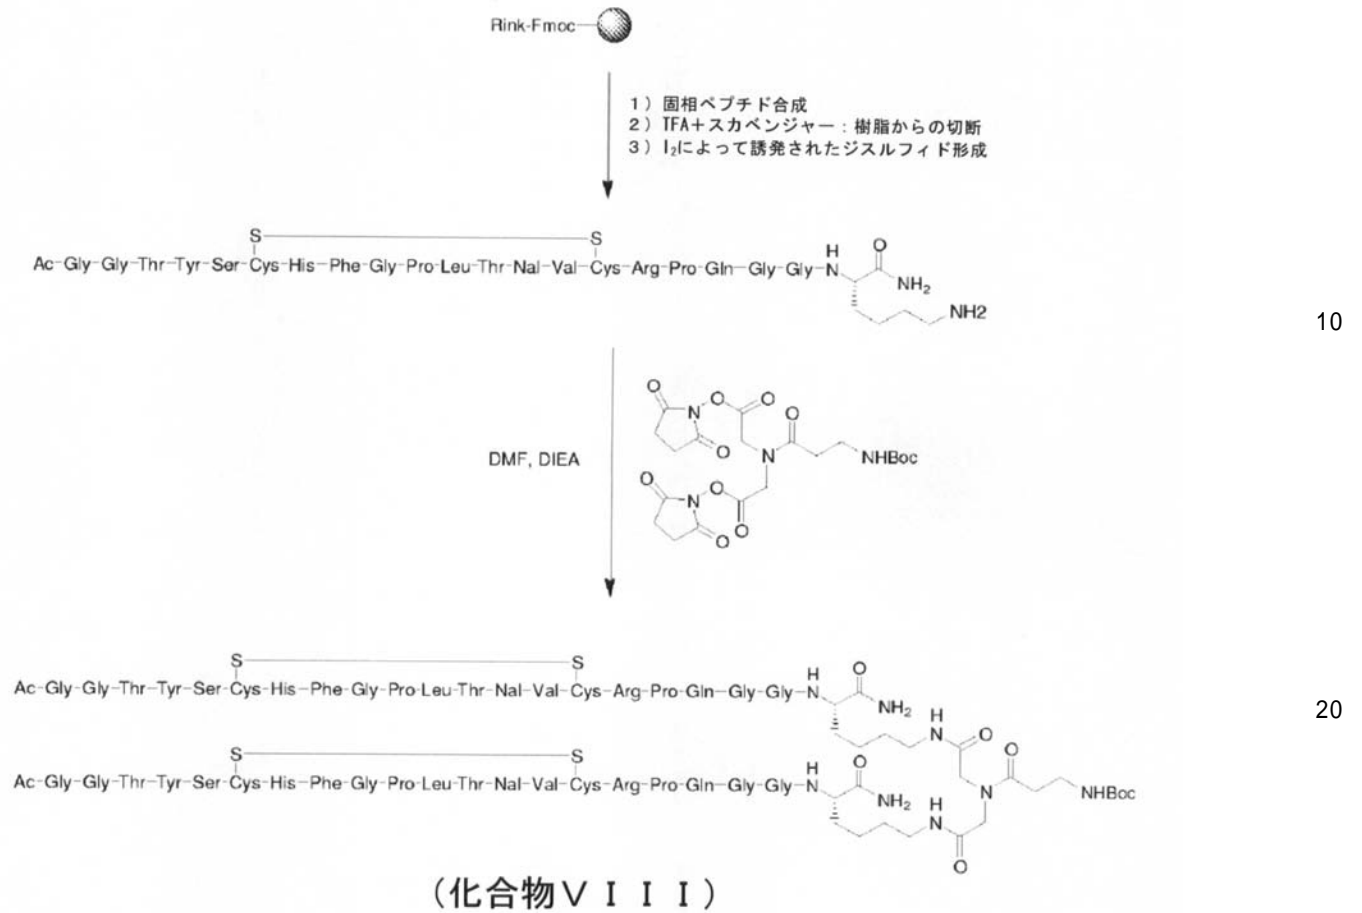 Rink-Fmoc
1) 固相ペプチド合成
2) TFA+スカベンジャー:樹脂からの切断
3) I₂によって誘発されたジスルフィド形成
S S
Ac-Gly-Gly-Thr-Tyr-Ser-Cys-His-Phe-Gly-Pro-Leu-Thr-Nal-Val-Cys-Arg-Pro-Gln-Gly-Gly-N
H O
NH₂
NH2
10
O N O O
O
O
N
NHBoc
DMF, DIEA
O N O
O
O
S S
Ac-Gly-Gly-Thr-Tyr-Ser-Cys-His-Phe-Gly-Pro-Leu-Thr-Nal-Val-Cys-Arg-Pro-Gln-Gly-Gly-N
H O
NH₂
H
N
O
O
20
S S
Ac-Gly-Gly-Thr-Tyr-Ser-Cys-His-Phe-Gly-Pro-Leu-Thr-Nal-Val-Cys-Arg-Pro-Gln-Gly-Gly-N
H O
NH₂
H
N
N
NHBoc
O
(化合物VIII)